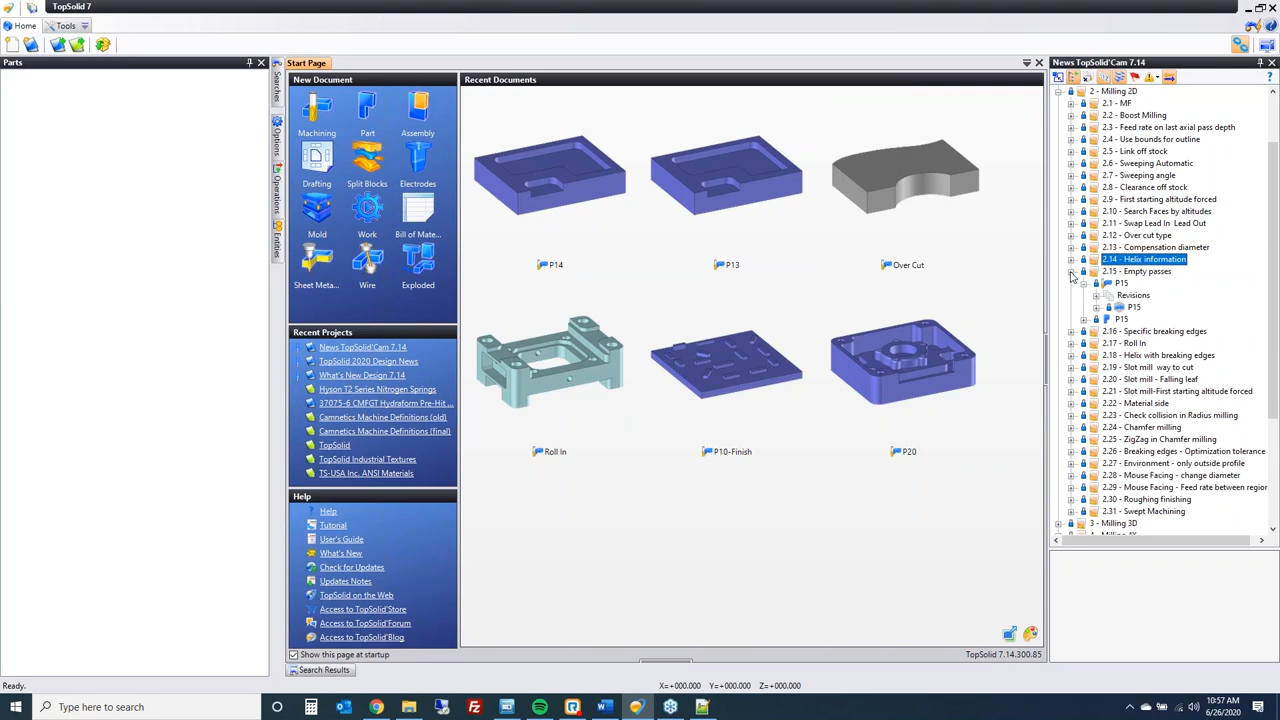 TopSolid 7
Home
Tools
Parts
Start Page
News TopSolid'Cam 7.14
Searches
Options
Operations
Entities
New Document
Machining
Part
Assembly
Drafting
Split Blocks
Electrodes
Mold
Work
Bill of Mate...
Sheet Meta...
Wire
Explored
Recent Projects
News TopSolid'Cam 7.14
TopSolid 2020 Design News
What's New Design 7.14
Hyson T2 Series Nitrogen Springs
37075-6 CMFGT Hydraform Pre-Hit ...
Camnetics Machine Definitions (old)
Camnetics Machine Definitions (final)
TopSolid
TopSolid Industrial Textures
TS-USA Inc. ANSI Materials
Help
Help
Tutorial
User's Guide
What's New
Check for Updates
Updates Notes
TopSolid on the Web
Access to TopSolid'Store
Access to TopSolid'Forum
Access to TopSolid'Blog
Show this page at startup
Search Results
Recent Documents
P14
P13
Over Cut
Roll In
P10-Finish
P20
TopSolid 7.14.300.85
2 - Milling 2D
2.1 - MF
2.2 - Boost Milling
2.3 - Feed rate on last axial pass depth
2.4 - Use bounds for outline
2.5 - Link off stock
2.6 - Sweeping Automatic
2.7 - Sweeping angle
2.8 - Clearance off stock
2.9 - First starting altitude forced
2.10 - Search Faces by altitudes
2.11 - Swap Lead In Lead Out
2.12 - Over cut type
2.13 - Compensation diameter
2.14 - Helix information
2.15 - Empty passes
P15
Revisions
P15
P15
2.16 - Specific breaking edges
2.17 - Roll In
2.18 - Helix with breaking edges
2.19 - Slot mill way to cut
2.20 - Slot mill - Falling leaf
2.21 - Slot mill-First starting altitude forced
2.22 - Material side
2.23 - Check collision in Radius milling
2.24 - Chamfer milling
2.25 - ZigZag in Chamfer milling
2.26 - Breaking edges - Optimization tolerance
2.27 - Environment - only outside profile
2.28 - Mouse Facing - change diameter
2.29 - Mouse Facing - Feed rate between region
2.30 - Roughing finishing
2.31 - Swept Machining
3 - Milling 3D
Ready.
X=+000.000 Y=+000.000 Z=+000.000
Type here to search
10:57 AM
6/26/2020